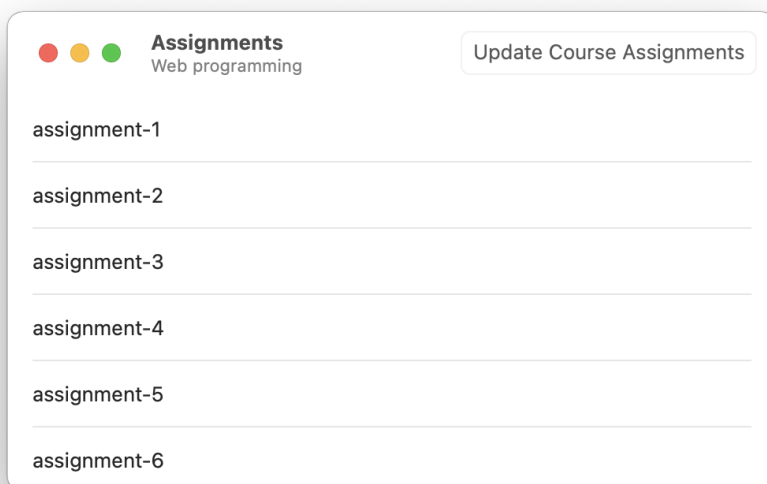 Assignments
Web programming
Update Course Assignments
assignment-1
assignment-2
assignment-3
assignment-4
assignment-5
assignment-6